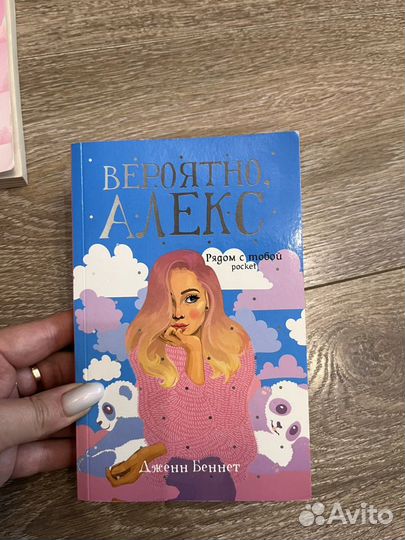 ВЕРОЯТНО,
АЛЕКС
Рядом с тобой
pocket
Дженн Беннет
Avito